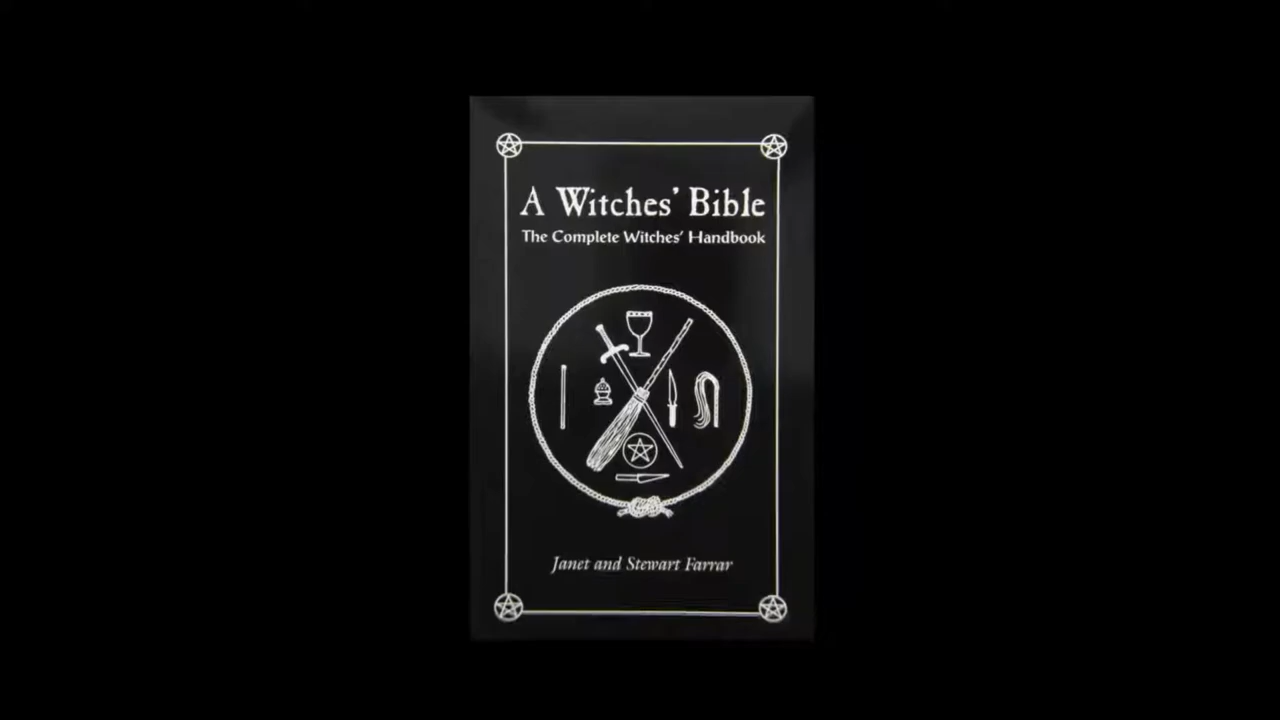 A Witches' Bible
The Complete Witches' Handbook
Janet and Stewart Farrar